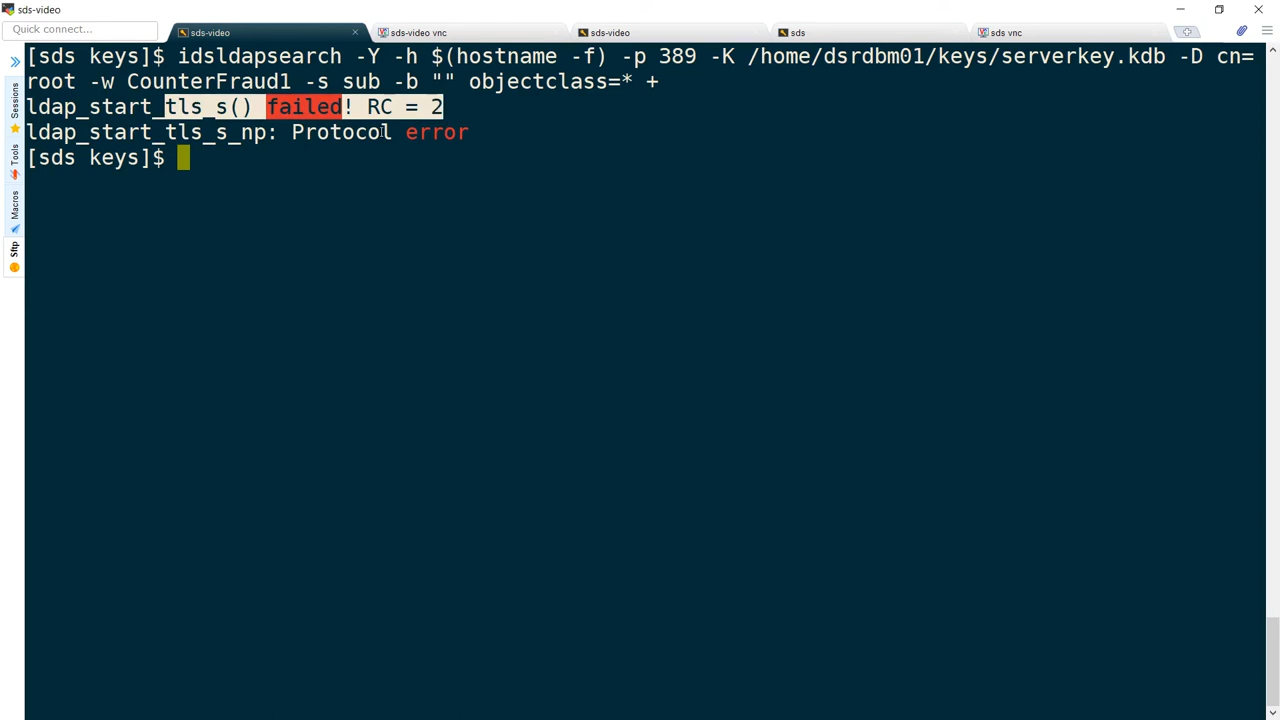 sds-video
Quick connect...
sds-video
sds-video vnc
sds-video
sds
sds vnc
Sessions
Tools
Macros
Sftp
[sds keys]$ idsldapsearch -Y -h $(hostname -f) -p 389 -K /home/dsrdbm01/keys/serverkey.kdb -D cn=
root -w CounterFraud1 -s sub -b "" objectclass=* +
ldap_start_tls_s() failed! RC = 2
ldap_start_tls_s_np: Protocol error
[sds keys]$